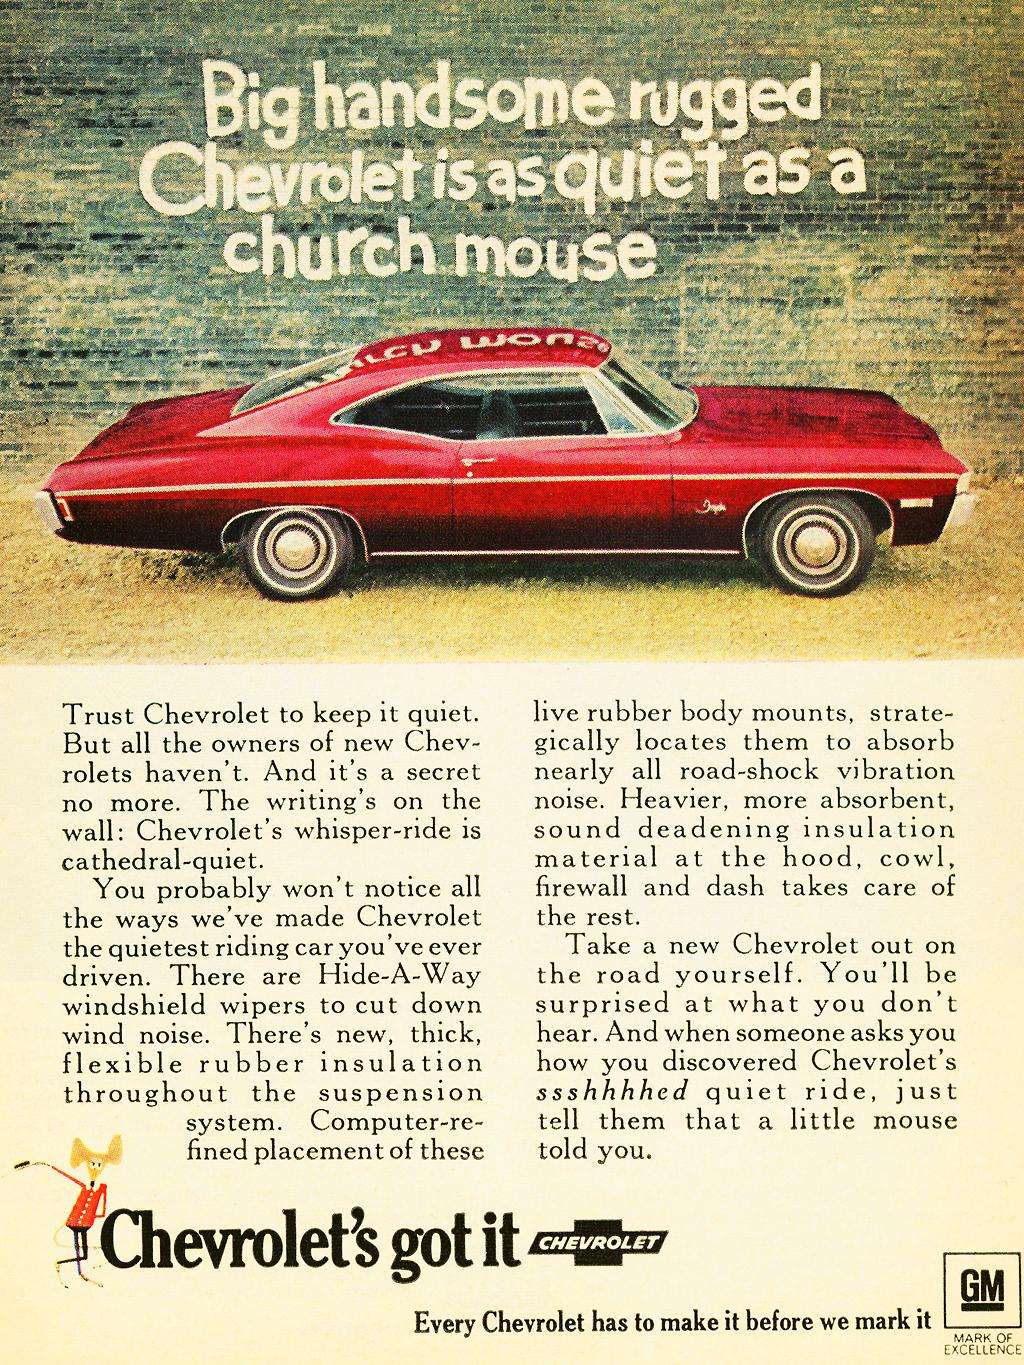 Big handsome rugged
Chevrolet is as quiet as a
church mouse
Impala
Trust Chevrolet to keep it quiet.
But all the owners of new Chev-
rolets haven't. And it's a secret
no more. The writing's on the
wall: Chevrolet's whisper-ride is
cathedral-quiet.
You probably won't notice all
the ways we've made Chevrolet
the quietest riding car you've ever
driven. There are Hide-A-Way
windshield wipers to cut down
wind noise. There's new, thick,
flexible rubber insulation
throughout the suspension
system. Computer-re-
fined placement of these
live rubber body mounts, strate-
gically locates them to absorb
nearly all road-shock vibration
noise. Heavier, more absorbent,
sound deadening insulation
material at the hood, cowl,
firewall and dash takes care of
the rest.
Take a new Chevrolet out on
the road yourself. You'll be
surprised at what you don't
hear. And when someone asks you
how you discovered Chevrolet's
ssshhhhed quiet ride, just
tell them that a little mouse
told you.
Chevrolet's got it CHEVROLET
Every Chevrolet has to make it before we mark it
GM
MARK OF
EXCELLENCE